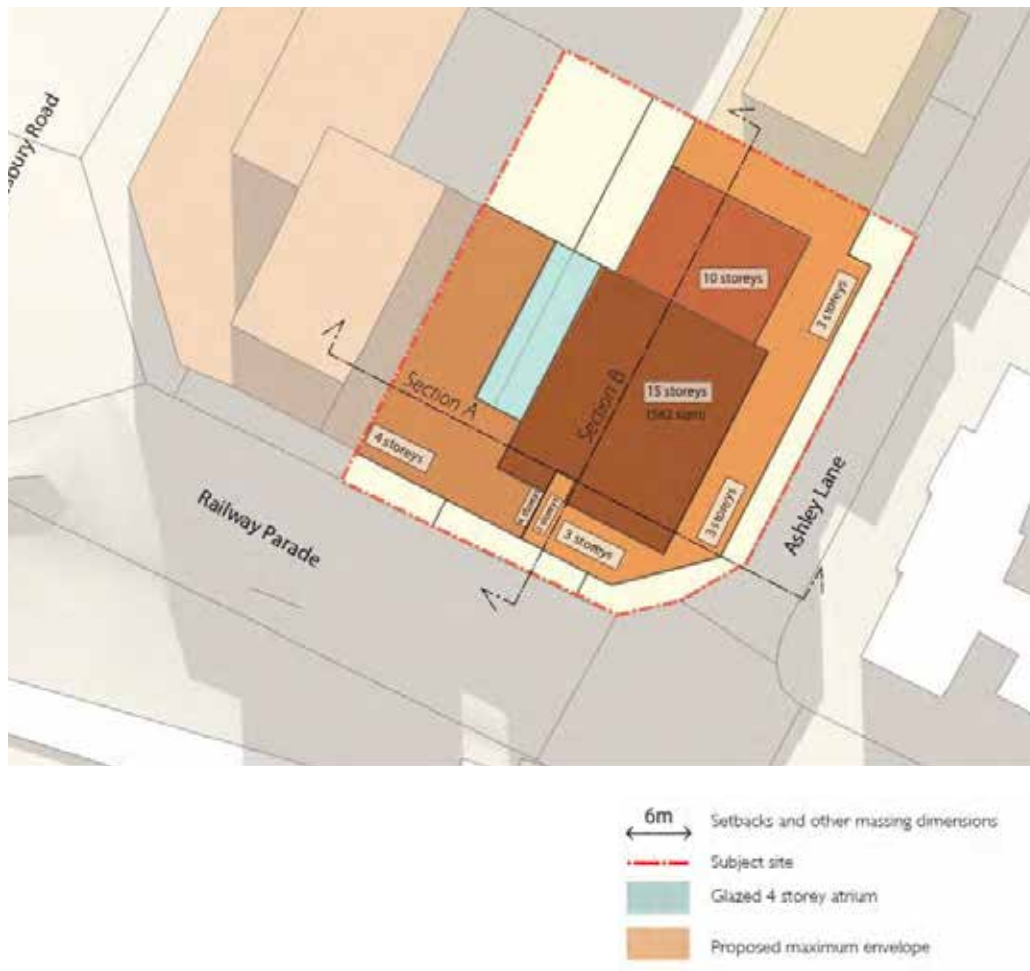 sbury Road
10 storeys
3 storeys
Section A
15 storeys
Section B
4 storeys
3 storeys
3 storeys
Railway Parade
Ashley Lane
6m
Setbacks and other massing dimensions
Subject site
Glazed 4 storey atrium
Proposed maximum envelope